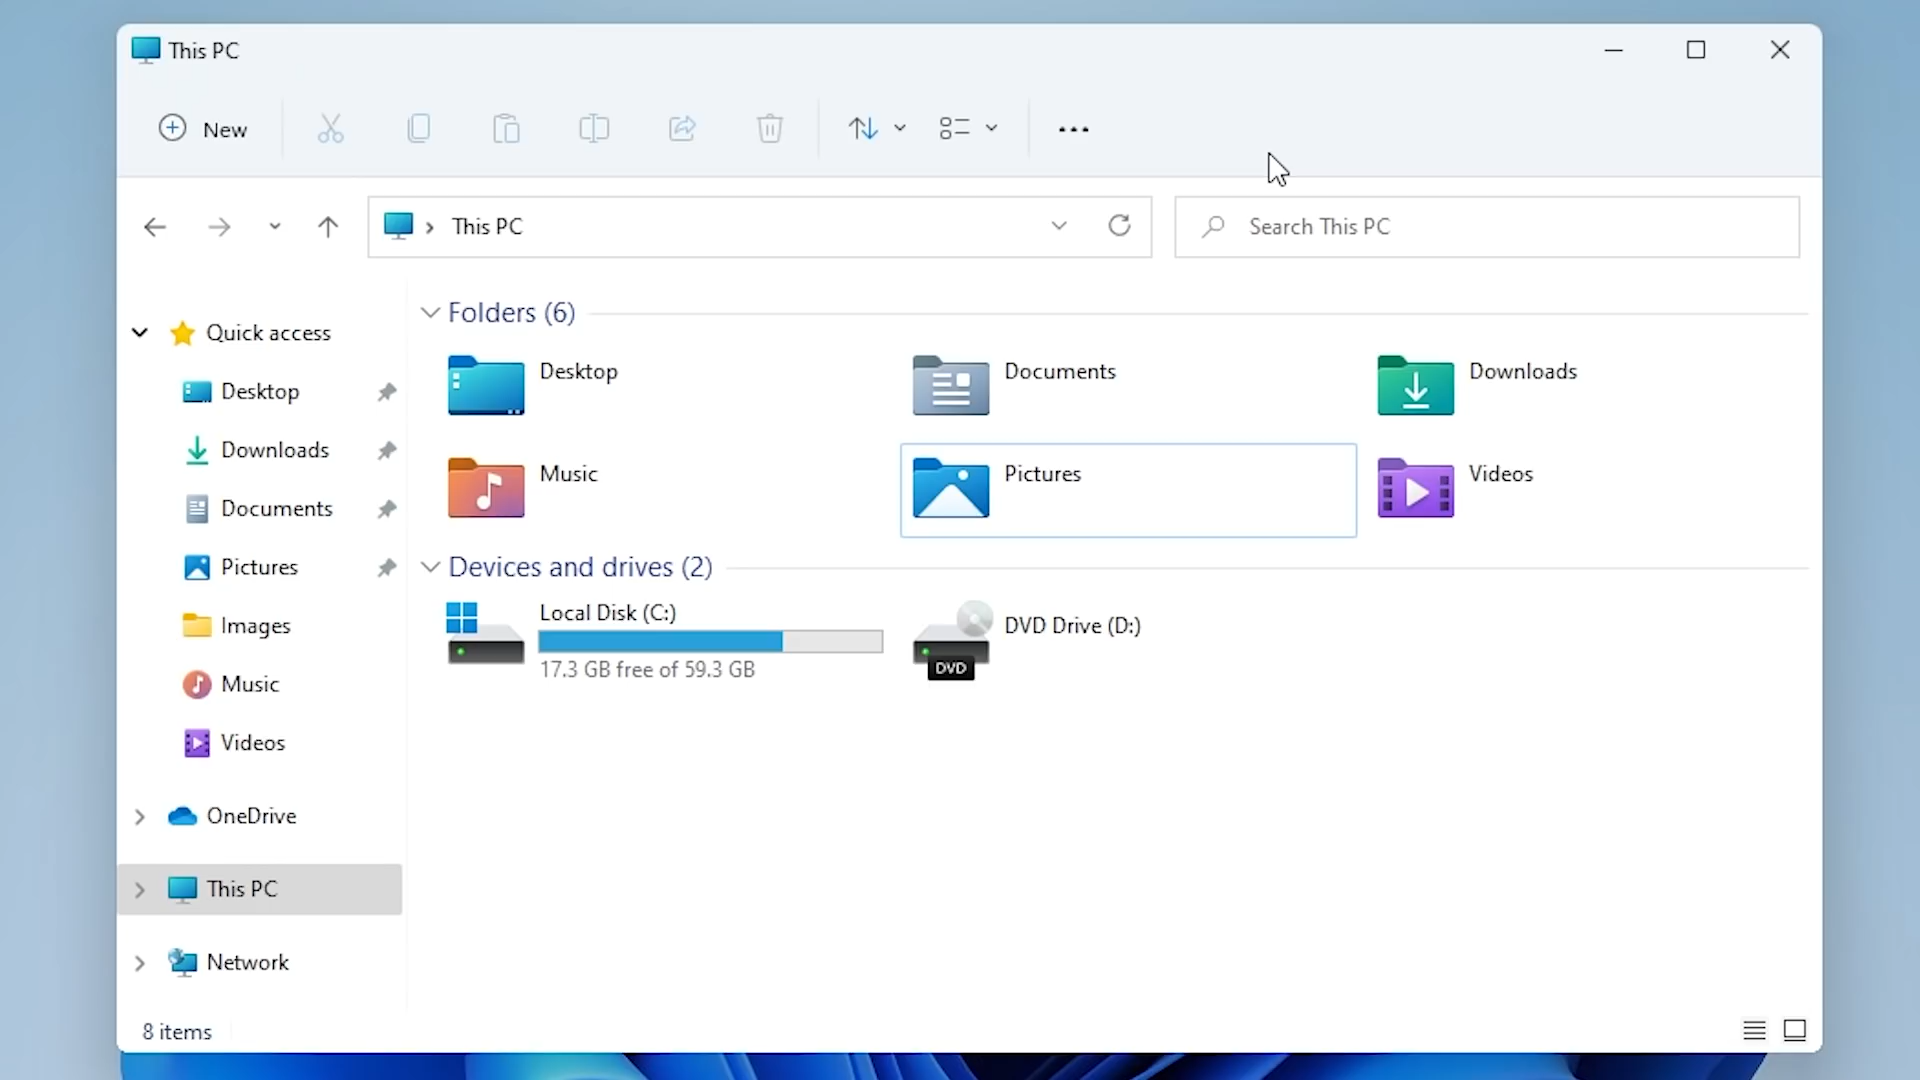 This PC
New
This PC
Search This PC
Quick access
Desktop
Downloads
Documents
Pictures
Images
Music
Videos
OneDrive
This PC
Network
Folders (6)
Desktop
Documents
Downloads
Music
Pictures
Videos
Devices and drives (2)
Local Disk (C:)
17.3 GB free of 59.3 GB
DVD
DVD Drive (D:)
8 items